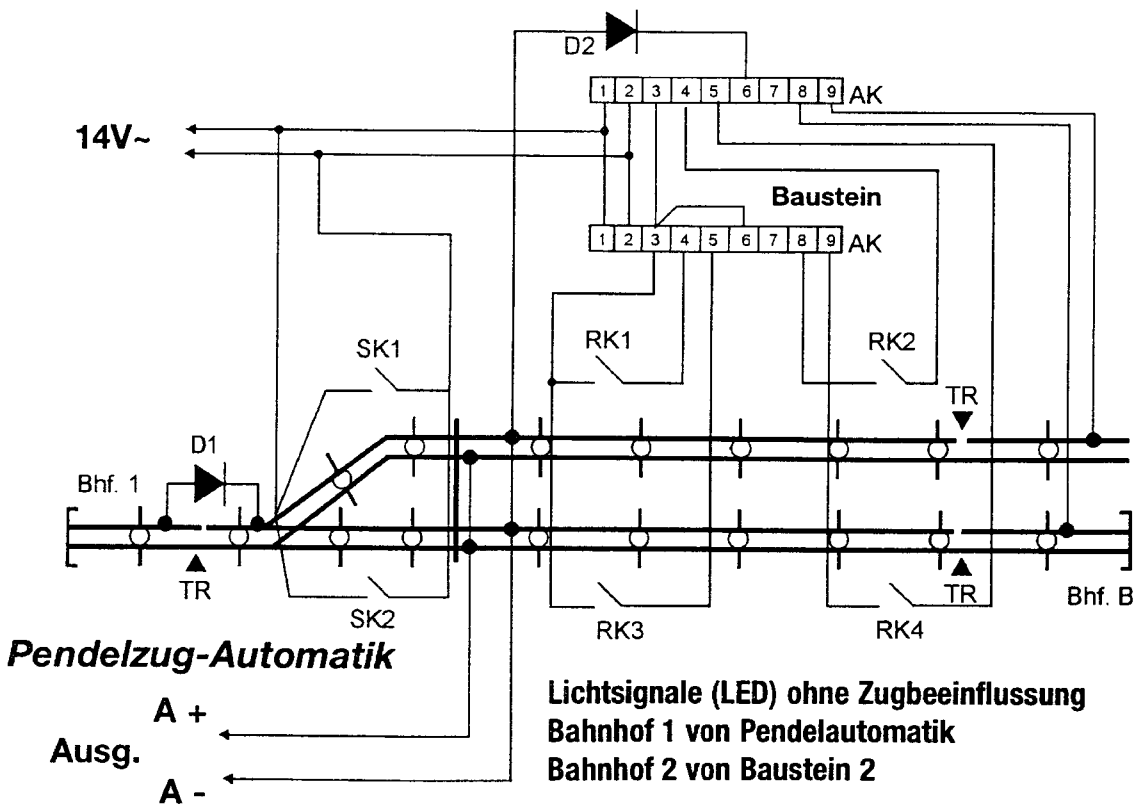 D2
1 2 3 4 5 6 7 8 9 AK
14V~
Baustein
1 2 3 4 5 6 7 8 9 AK
SK1
RK1
RK2
TR
D1
Bhf. 1
TR
TR
Bhf. B
SK2
RK3
RK4
Pendelzug-Automatik
A +
Ausg.
A -
Lichtsignale (LED) ohne Zugbeeinflussung
Bahnhof 1 von Pendelautomatik
Bahnhof 2 von Baustein 2